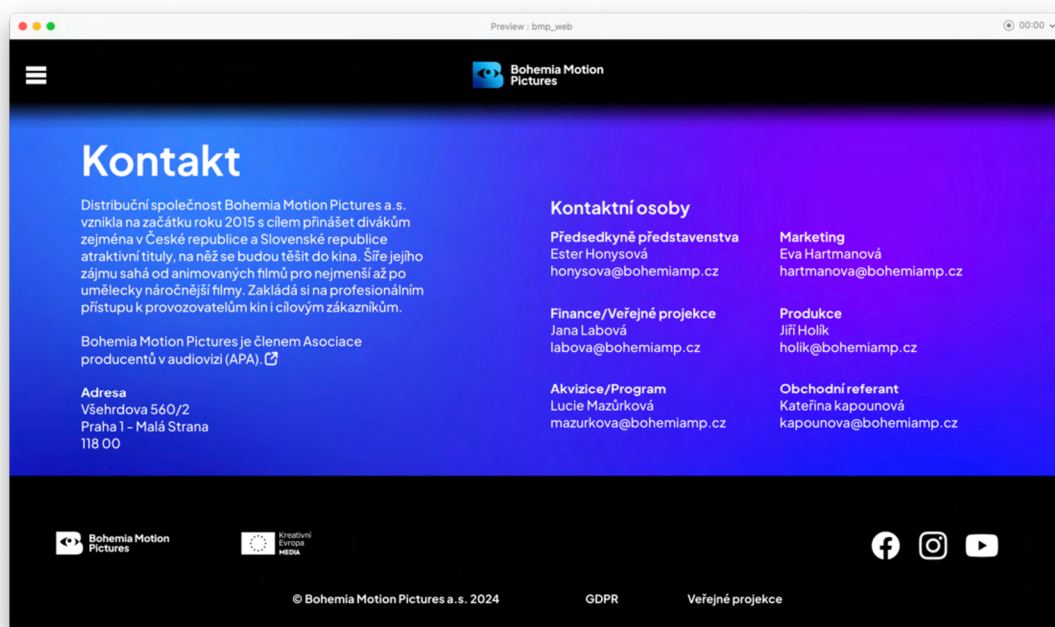 Preview : bmp_web
00:00
Bohemia Motion
Pictures
Kontakt
Distribuční společnost Bohemia Motion Pictures a.s.
vznikla na začátku roku 2015 s cílem přinášet divákům
zejména v České republice a Slovenské republice
atraktivní tituly, na něž se budou těšit do kina. Šíře jejího
zájmu sahá od animovaných filmů pro nejmenší až po
umělecky náročnější filmy. Zakládá si na profesionálním
přístupu k provozovatelům kin i cílovým zákazníkům.
Bohemia Motion Pictures je členem Asociace
producentů v audiovizi (APA).
Adresa
Všehrdova 560/2
Praha 1 - Malá Strana
118 00
Kontaktní osoby
Předsedkyně představenstva
Ester Honysová
honysova@bohemiamp.cz
Marketing
Eva Hartmanová
hartmanova@bohemiamp.cz
Finance/Veřejné projekce
Jana Labová
labova@bohemiamp.cz
Produkce
Jiří Holík
holik@bohemiamp.cz
Akvizice/Program
Lucie Mazůrková
mazurkova@bohemiamp.cz
Obchodní referant
Kateřina kapounová
kapounova@bohemiamp.cz
Bohemia Motion
Pictures
Kreativní
Evropa
MEDIA
© Bohemia Motion Pictures a.s. 2024
GDPR
Veřejné projekce